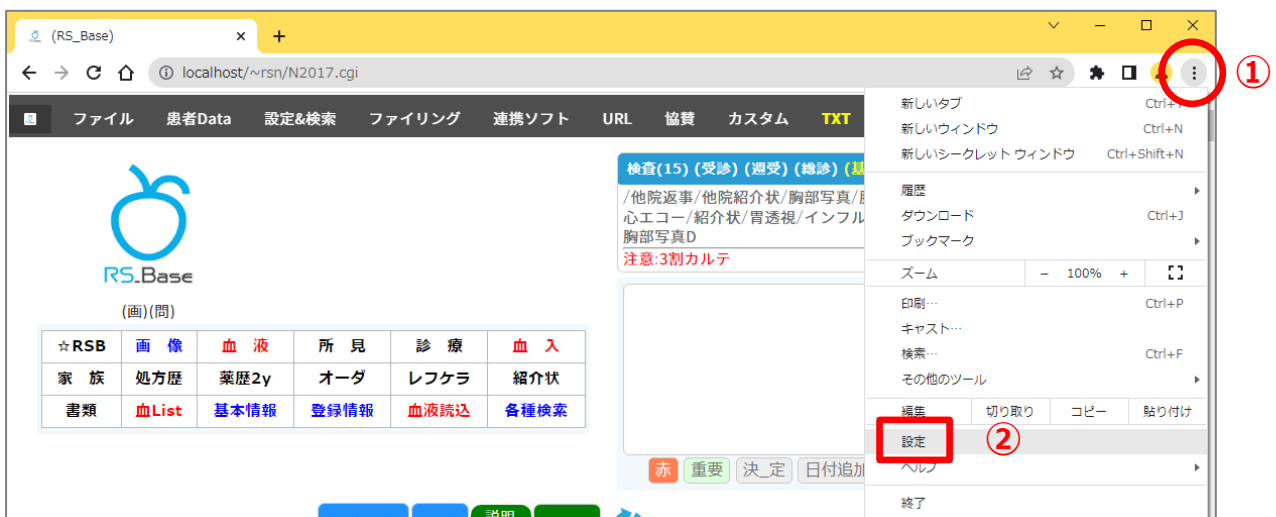 (RS_Base)
localhost/~rsn/N2017.cgi
①
ファイル 患者Data 設定&検索 ファイリング 連携ソフト URL 協賛 カスタム TXT
RS_Base
(画)(問)
☆RSB 画 像 血 液 所 見 診 療 血 入
家 族 処方歴 薬歴2y オーダ レフケラ 紹介状
書類 血List 基本情報 登録情報 血液読込 各種検索
検査(15) (受診) (週受) (総診)
/他院返事/他院紹介状/胸部写真/
心エコー/紹介状/胃透視/インフル
胸部写真D
注意:3割カルテ
赤 重要 決_定 日付追加
説明
新しいタブ Ctrl+T
新しいウィンドウ Ctrl+N
新しいシークレット ウィンドウ Ctrl+Shift+N
履歴
ダウンロード Ctrl+J
ブックマーク
ズーム − 100% +
印刷… Ctrl+P
キャスト…
検索… Ctrl+F
その他のツール
編集 切り取り コピー 貼り付け
設定 ②
ヘルプ
終了